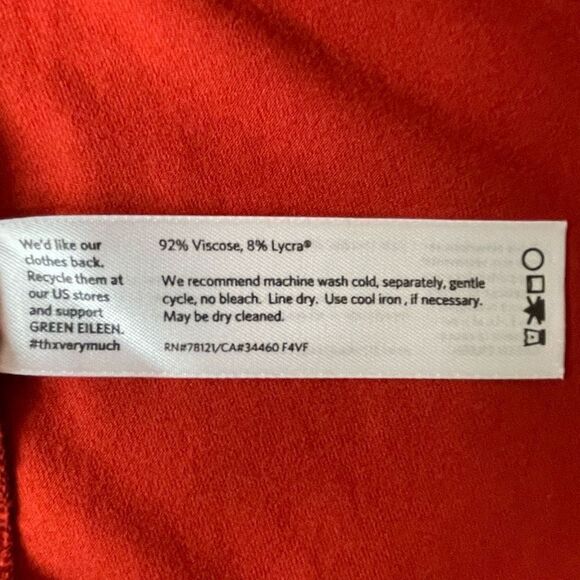 We'd like our
clothes back.
Recycle them at
our US stores
and support
GREEN EILEEN.
#thxverymuch
92% Viscose, 8% Lycra®
We recommend machine wash cold, separately, gentle
cycle, no bleach. Line dry. Use cool iron, if necessary.
May be dry cleaned.
RN#78121/CA#34460 F4VF